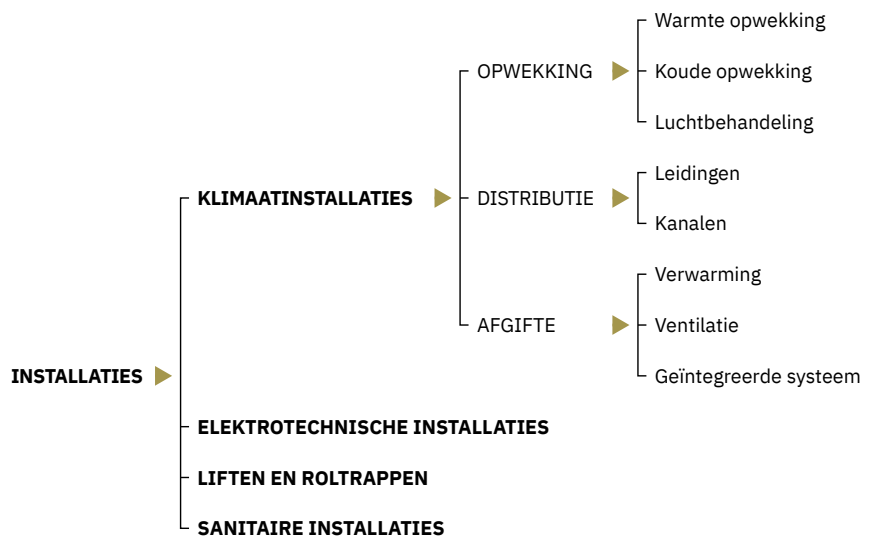 Warmte opwekking
OPWEKKING
Koude opwekking
Luchtbehandeling
Leidingen
KLIMAATINSTALLATIES
DISTRIBUTIE
Kanalen
Verwarming
AFGIFTE
Ventilatie
INSTALLATIES
Geïntegreerde systeem
ELEKTROTECHNISCHE INSTALLATIES
LIFTEN EN ROLTRAPPEN
SANITAIRE INSTALLATIES